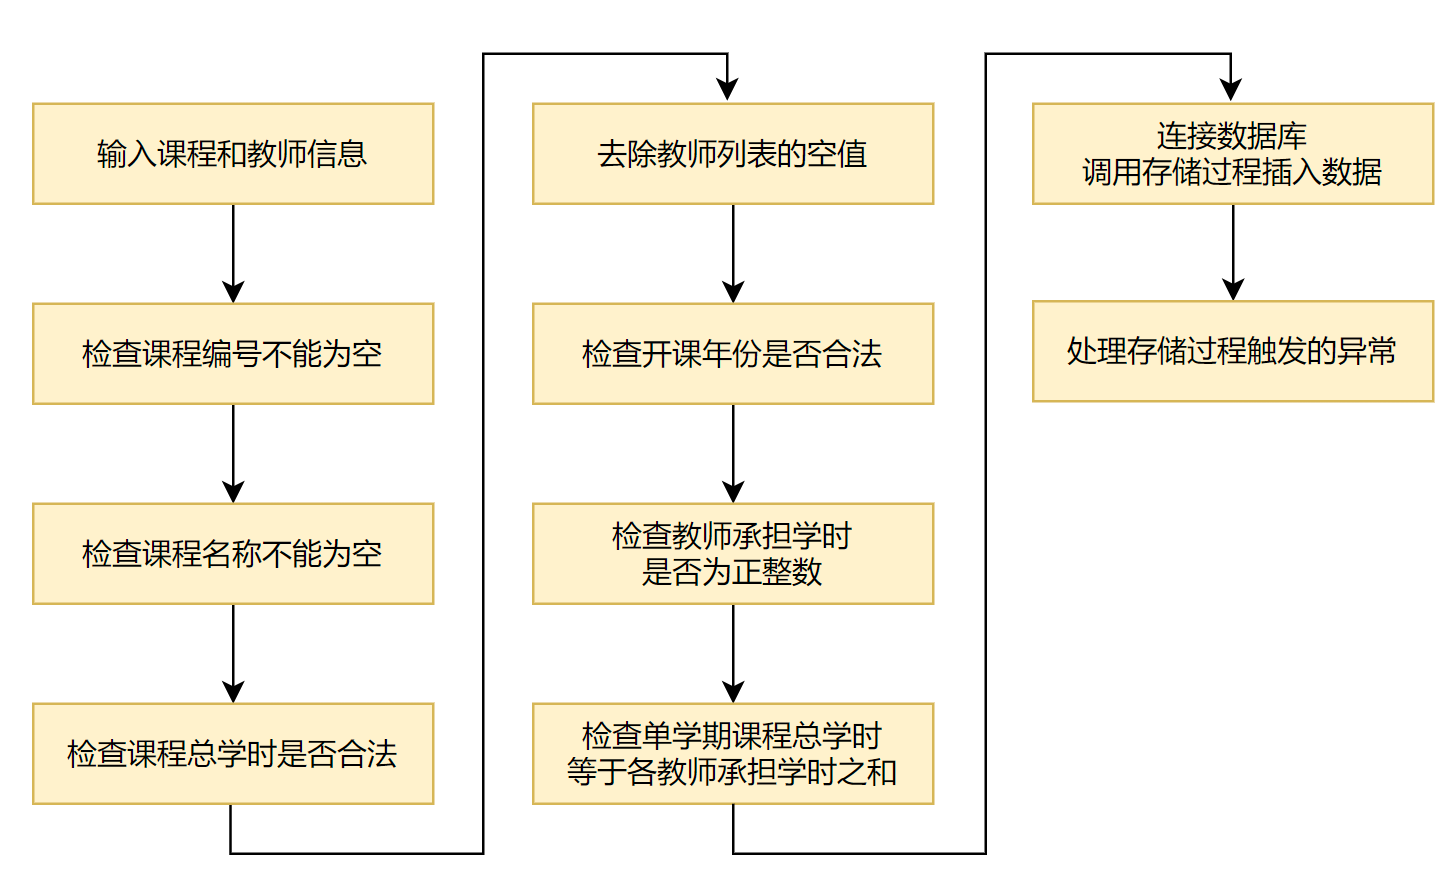 输入课程和教师信息
检查课程编号不能为空
检查课程名称不能为空
检查课程总学时是否合法
去除教师列表的空值
检查开课年份是否合法
检查教师承担学时
是否为正整数
检查单学期课程总学时
等于各教师承担学时之和
连接数据库
调用存储过程插入数据
处理存储过程触发的异常